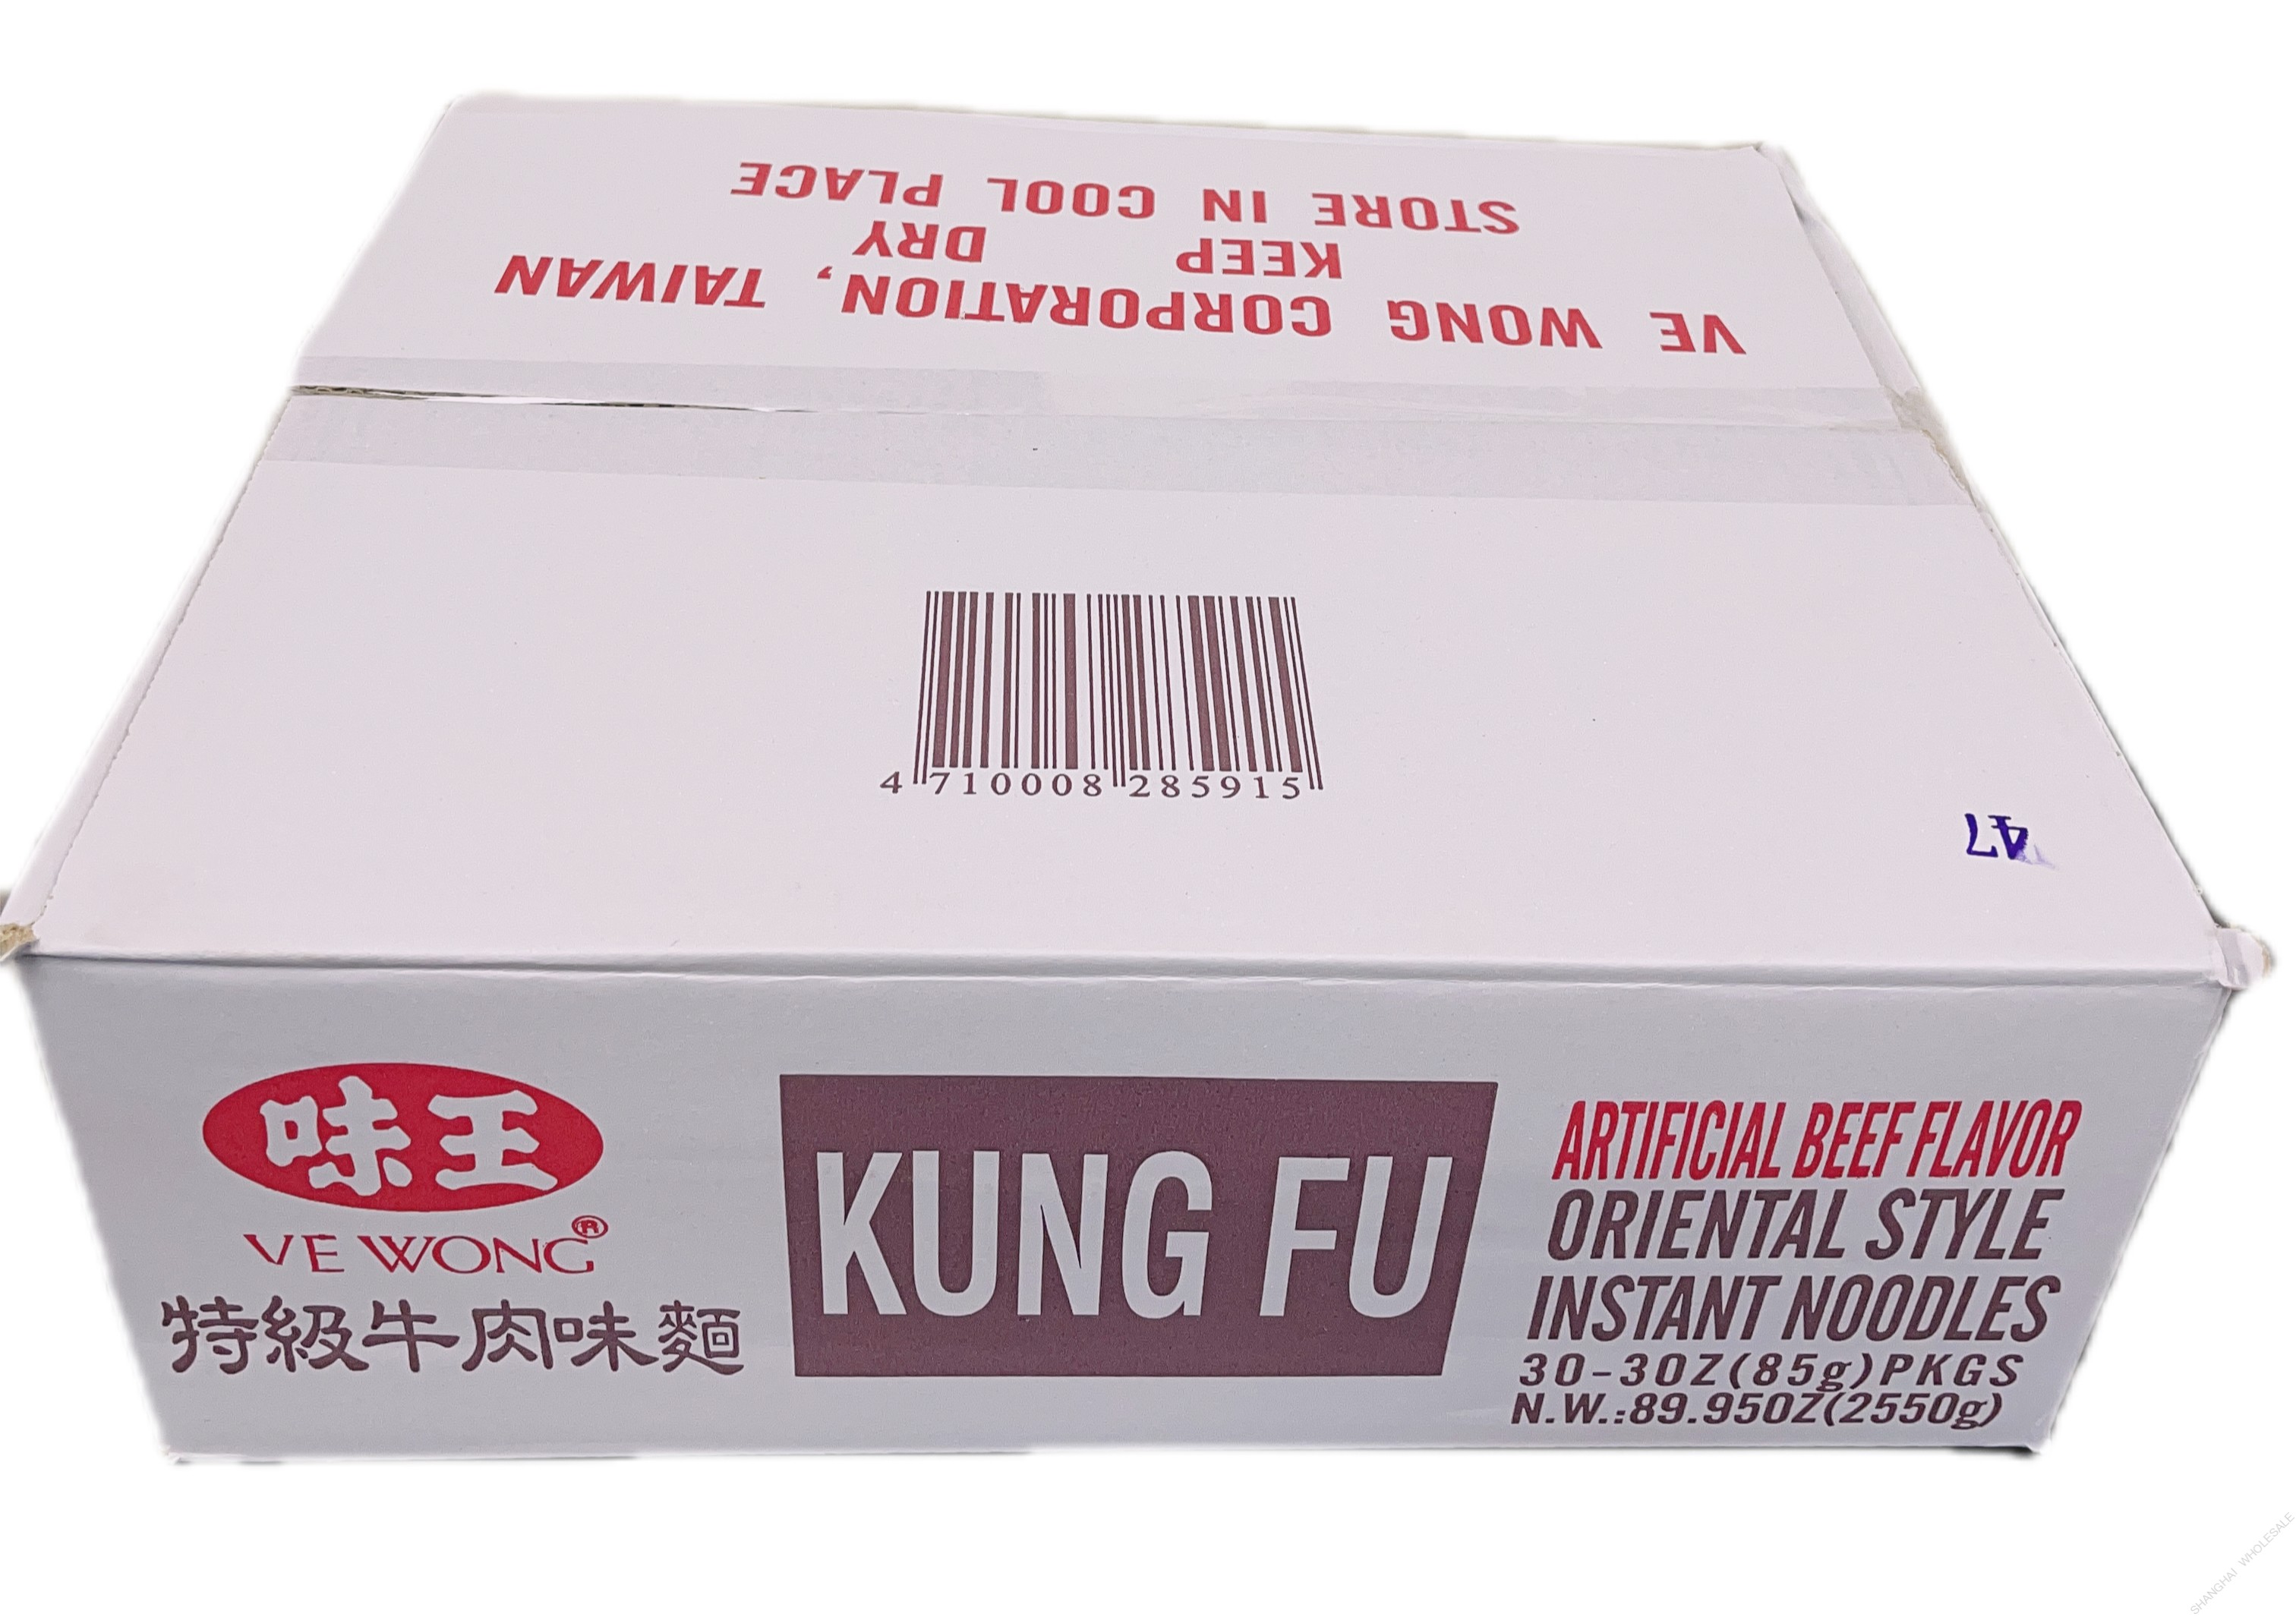 VE WONG CORPORATION, TAIWAN
KEEP DRY
STORE IN COOL PLACE
4 710008 285915
47
味王
VE WONG®
特級牛肉味麵
KUNG FU
ARTIFICIAL BEEF FLAVOR
ORIENTAL STYLE
INSTANT NOODLES
30-3OZ(85g)PKGS
N.W.:89.95OZ(2550g)
SHANGHAI WHOLESALE